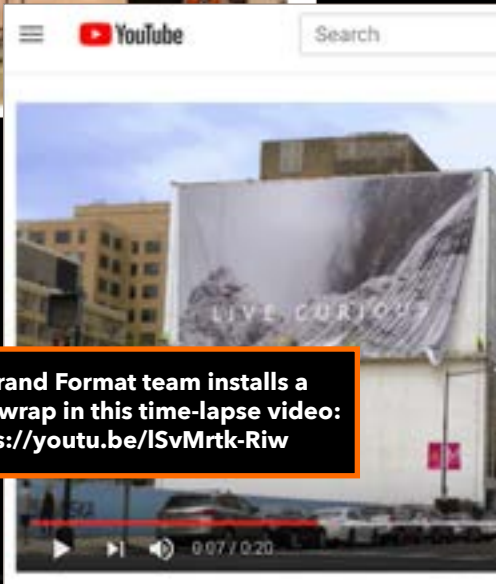 YouTube
Search
LIVE CURIOUS
rand Format team installs a
wrap in this time-lapse video:
s://youtu.be/lSvMrtk-Riw
0:07 / 0:20